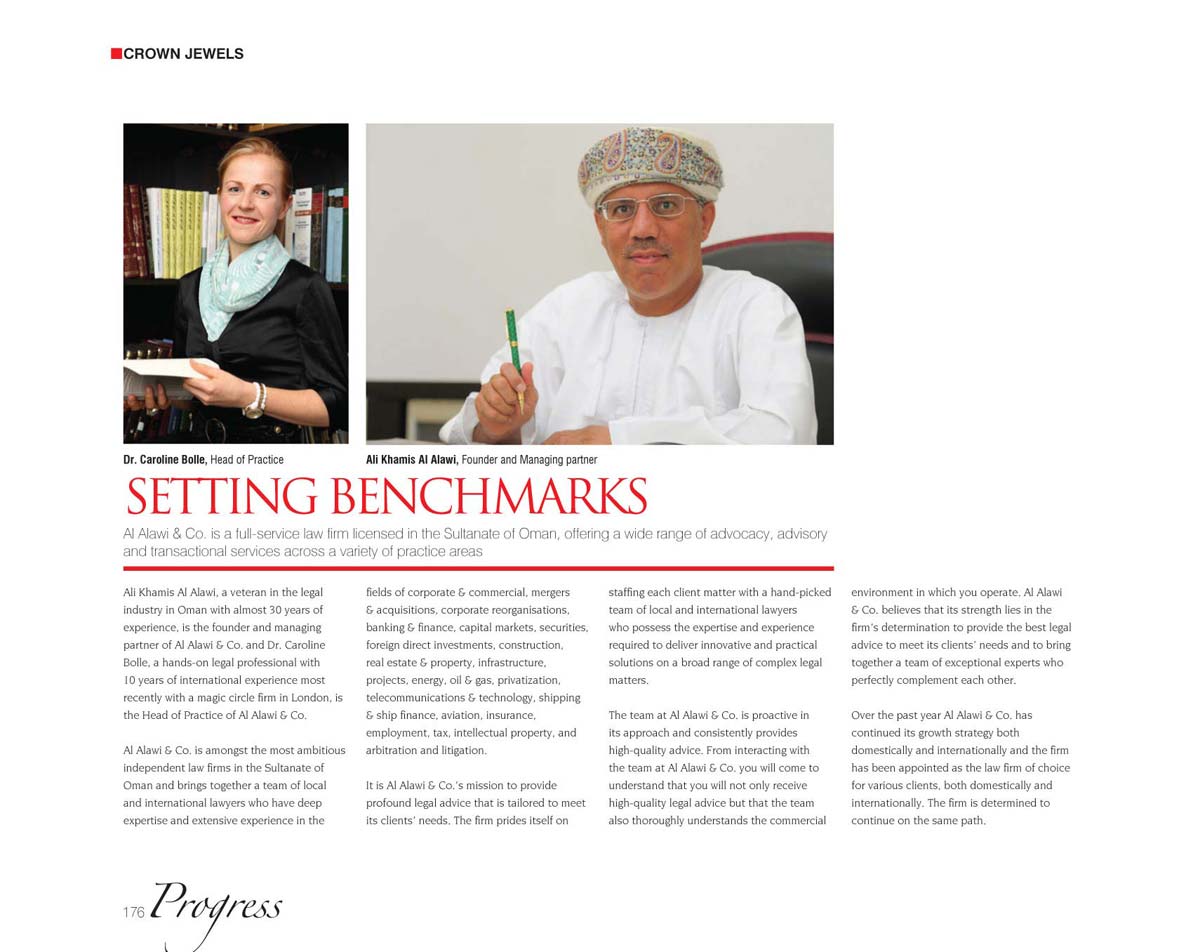 CROWN JEWELS
Dr. Caroline Bolle, Head of Practice
Ali Khamis Al Alawi, Founder and Managing partner
SETTING BENCHMARKS
Al Alawi & Co. is a full-service law firm licensed in the Sultanate of Oman, offering a wide range of advocacy, advisory
and transactional services across a variety of practice areas
Ali Khamis Al Alawi, a veteran in the legal
industry in Oman with almost 30 years of
experience, is the founder and managing
partner of Al Alawi & Co. and Dr. Caroline
Bolle, a hands-on legal professional with
10 years of international experience most
recently with a magic circle firm in London, is
the Head of Practice of Al Alawi & Co.
Al Alawi & Co. is amongst the most ambitious
independent law firms in the Sultanate of
Oman and brings together a team of local
and international lawyers who have deep
expertise and extensive experience in the
fields of corporate & commercial, mergers
& acquisitions, corporate reorganisations,
banking & finance, capital markets, securities,
foreign direct investments, construction,
real estate & property, infrastructure,
projects, energy, oil & gas, privatization,
telecommunications & technology, shipping
& ship finance, aviation, insurance,
employment, tax, intellectual property, and
arbitration and litigation.
It is Al Alawi & Co.'s mission to provide
profound legal advice that is tailored to meet
its clients' needs. The firm prides itself on
staffing each client matter with a hand-picked
team of local and international lawyers
who possess the expertise and experience
required to deliver innovative and practical
solutions on a broad range of complex legal
matters.
The team at Al Alawi & Co. is proactive in
its approach and consistently provides
high-quality advice. From interacting with
the team at Al Alawi & Co. you will come to
understand that you will not only receive
high-quality legal advice but that the team
also thoroughly understands the commercial
environment in which you operate. Al Alawi
& Co. believes that its strength lies in the
firm's determination to provide the best legal
advice to meet its clients' needs and to bring
together a team of exceptional experts who
perfectly complement each other.
Over the past year Al Alawi & Co. has
continued its growth strategy both
domestically and internationally and the firm
has been appointed as the law firm of choice
for various clients, both domestically and
internationally. The firm is determined to
continue on the same path.
176 Progress